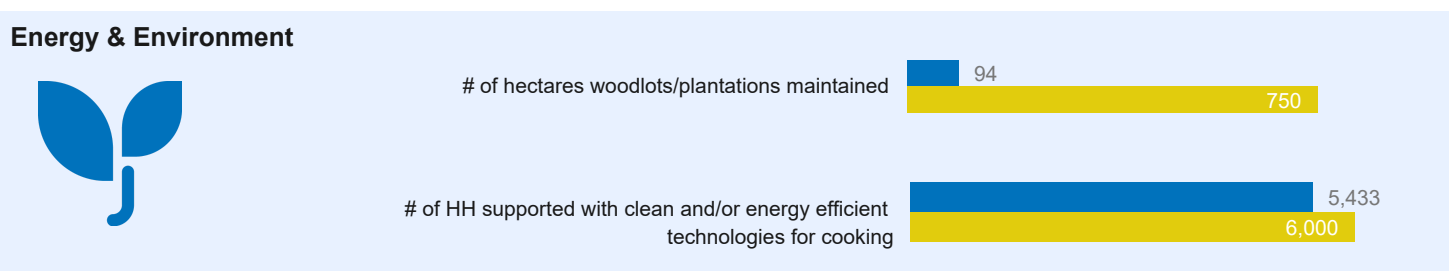 Energy & Environment
# of hectares woodlots/plantations maintained
94
750
# of HH supported with clean and/or energy efficient
technologies for cooking
5,433
6,000